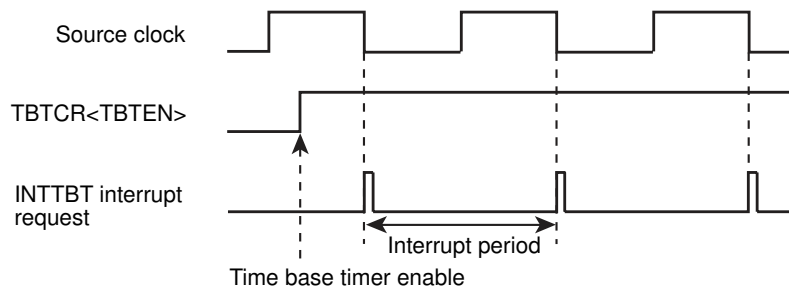 Source clock
TBTCR<TBTEN>
INTTBT interrupt
request
Interrupt period
Time base timer enable